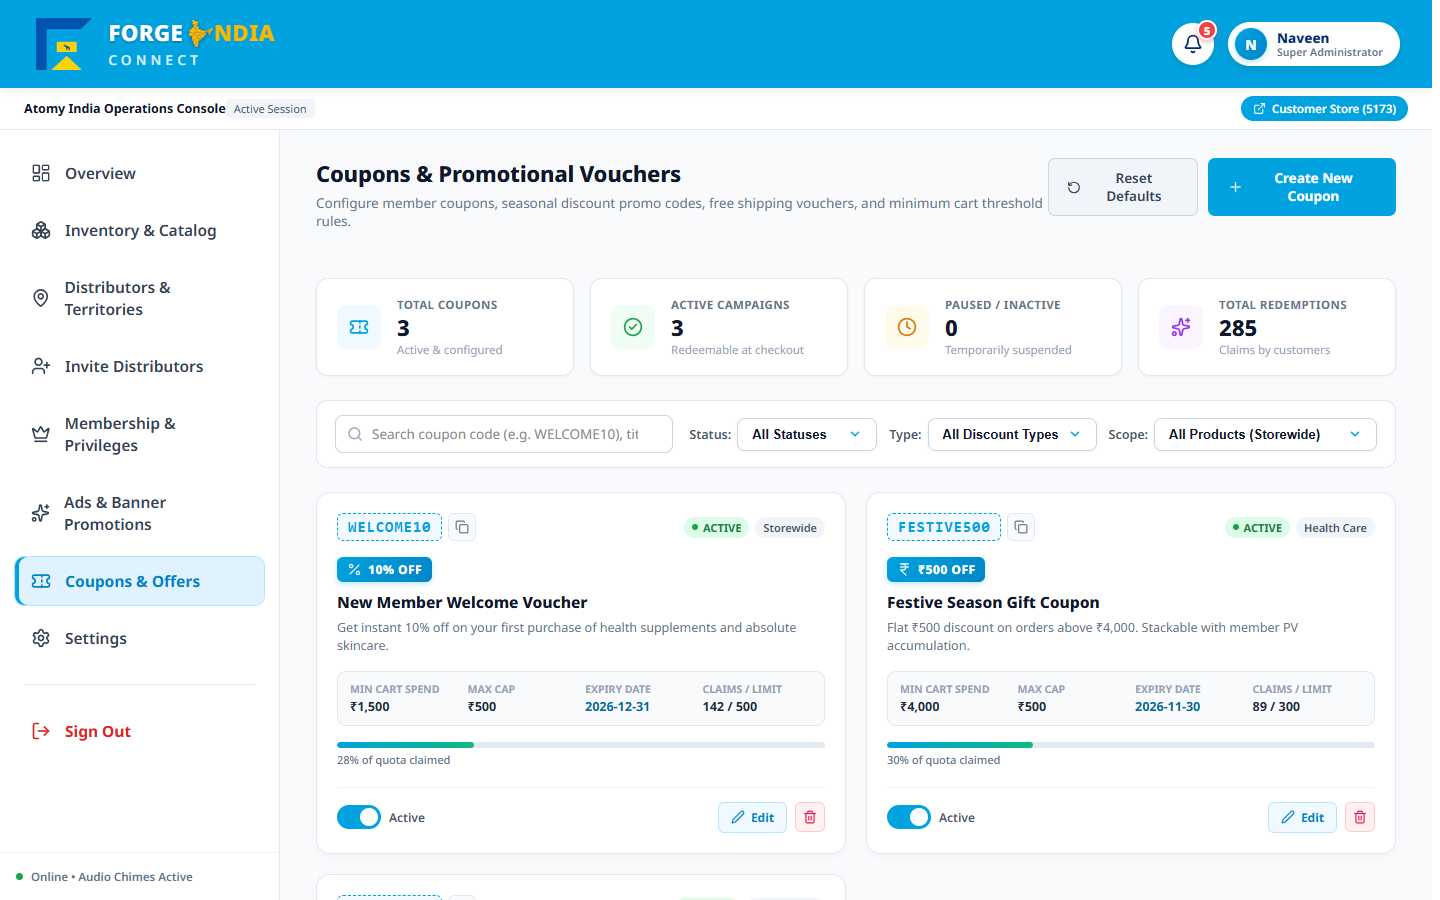 FORGE NDIA
CONNECT
5
N
Naveen
Super Administrator
Atomy India Operations Console
Active Session
Customer Store (5173)
Overview
Inventory & Catalog
Distributors &
Territories
Invite Distributors
Membership &
Privileges
Ads & Banner
Promotions
Coupons & Offers
Settings
Sign Out
Online • Audio Chimes Active
Coupons & Promotional Vouchers
Configure member coupons, seasonal discount promo codes, free shipping vouchers, and minimum cart threshold
rules.
Reset
Defaults
Create New
Coupon
TOTAL COUPONS
3
Active & configured
ACTIVE CAMPAIGNS
3
Redeemable at checkout
PAUSED / INACTIVE
0
Temporarily suspended
TOTAL REDEMPTIONS
285
Claims by customers
Search coupon code (e.g. WELCOME10), tit
Status:
All Statuses
Type:
All Discount Types
Scope:
All Products (Storewide)
WELCOME10
ACTIVE
Storewide
10% OFF
New Member Welcome Voucher
Get instant 10% off on your first purchase of health supplements and absolute
skincare.
MIN CART SPEND MAX CAP EXPIRY DATE CLAIMS / LIMIT
₹1,500 ₹500 2026-12-31 142 / 500
28% of quota claimed
Active
Edit
FESTIVE500
ACTIVE
Health Care
₹500 OFF
Festive Season Gift Coupon
Flat ₹500 discount on orders above ₹4,000. Stackable with member PV
accumulation.
MIN CART SPEND MAX CAP EXPIRY DATE CLAIMS / LIMIT
₹4,000 ₹500 2026-11-30 89 / 300
30% of quota claimed
Active
Edit